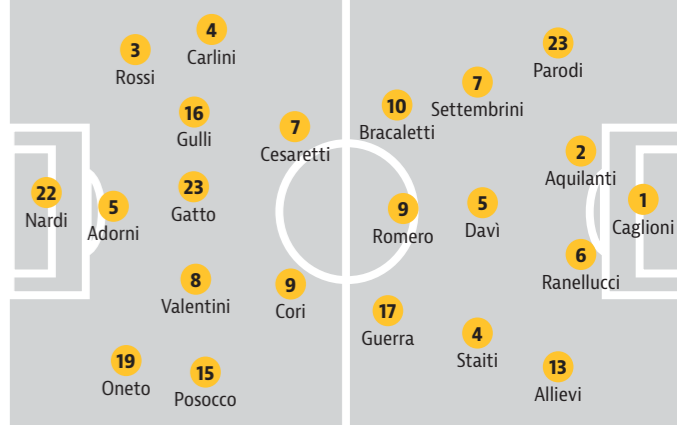 4
Carlini
3
Rossi
16
Gulli
7
Cesaretti
22
Nardi
5
Adorni
23
Gatto
8
Valentini
9
Cori
19
Oneto
15
Posocco
23
Parodi
7
Settembrini
10
Bracaletti
2
Aquilanti
1
Caglioni
9
Romero
5
Davì
6
Ranellucci
17
Guerra
4
Staiti
13
Allievi